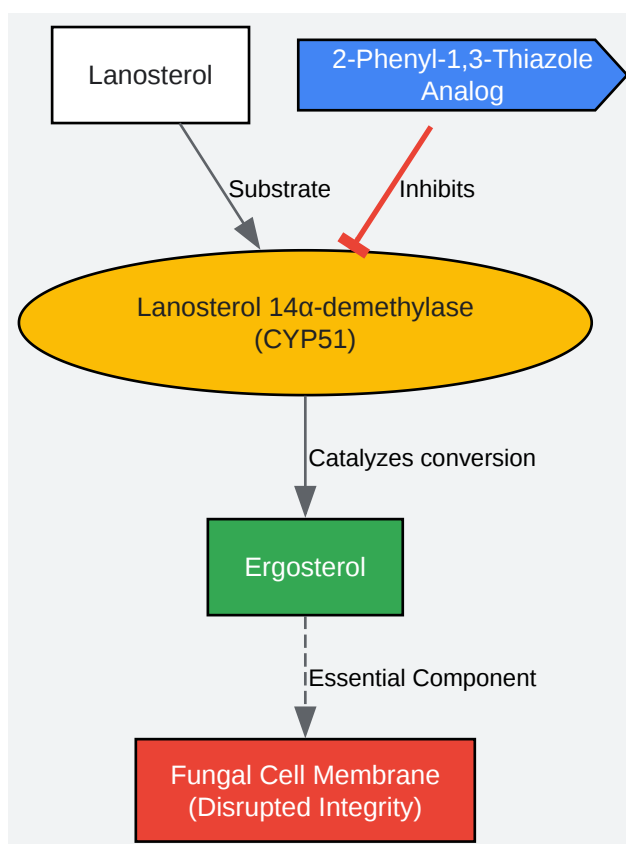 Lanosterol
2-Phenyl-1,3-Thiazole
Analog
Substrate
Inhibits
Lanosterol 14α-demethylase
(CYP51)
Catalyzes conversion
Ergosterol
Essential Component
Fungal Cell Membrane
(Disrupted Integrity)